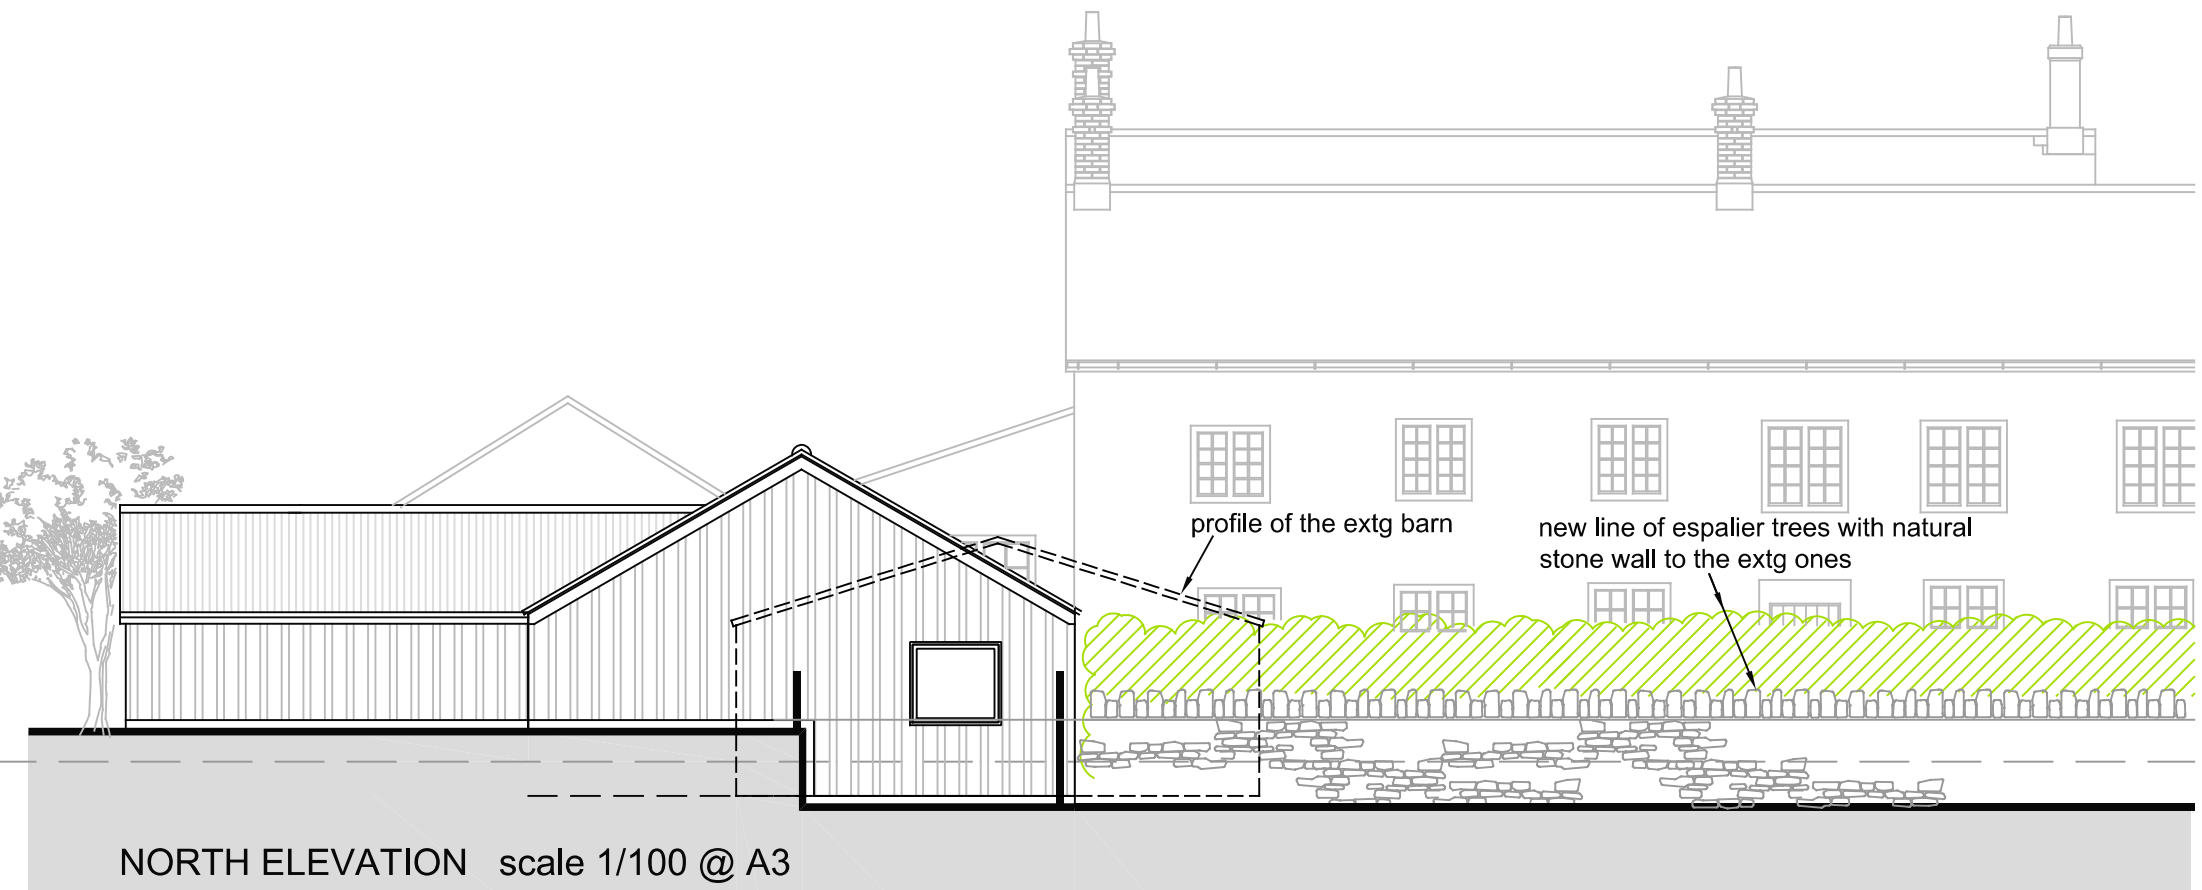 profile of the extg barn
new line of espalier trees with natural
stone wall to the extg ones
NORTH ELEVATION scale 1/100 @ A3